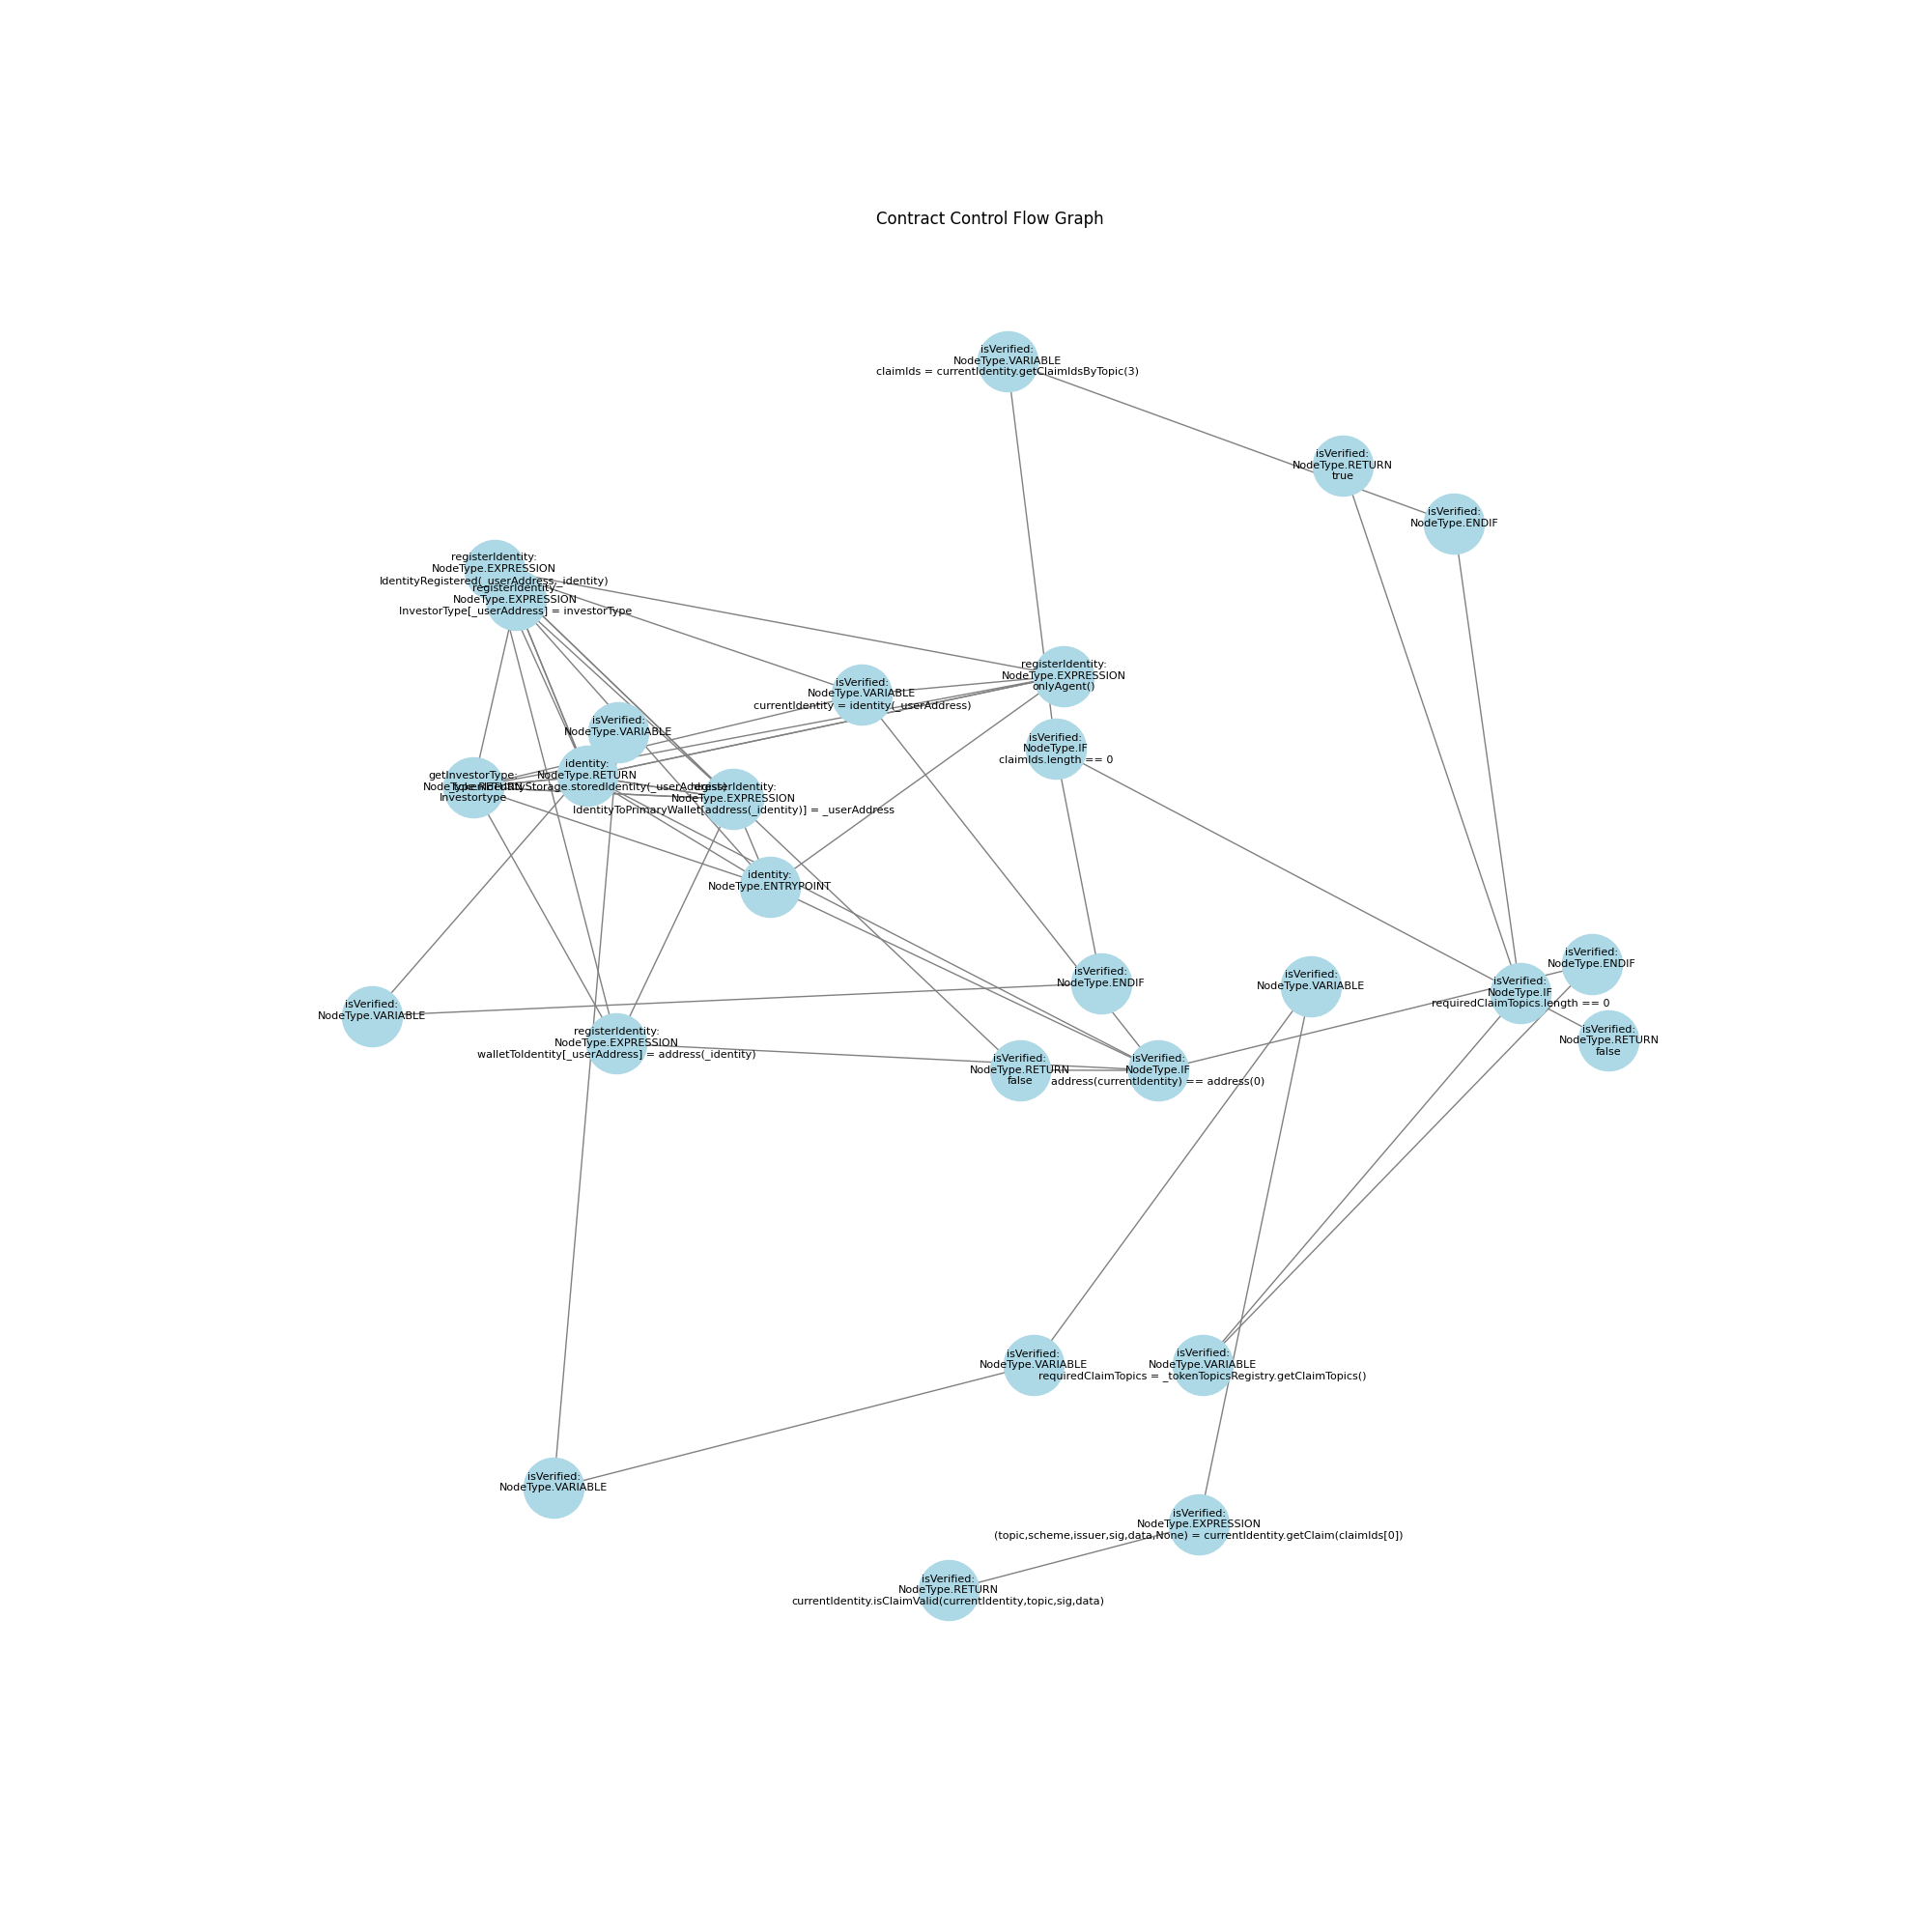 Contract Control Flow Graph
isVerified:
NodeType.VARIABLE
claimIds = currentIdentity.getClaimIdsByTopic(3)
isVerified:
NodeType.RETURN
true
isVerified:
NodeType.ENDIF
registerIdentity:
NodeType.EXPRESSION
IdentityRegistered(_userAddress,_identity)
registerIdentity:
NodeType.EXPRESSION
InvestorType[_userAddress] = investorType
registerIdentity:
NodeType.EXPRESSION
onlyAgent()
isVerified:
NodeType.VARIABLE
currentIdentity = identity(_userAddress)
isVerified:
NodeType.VARIABLE
isVerified:
NodeType.IF
claimIds.length == 0
identity:
NodeType.RETURN
_tokenIdentityStorage.storedIdentity(_userAddress)
getInvestorType:
NodeType.RETURN
Investortype
registerIdentity:
NodeType.EXPRESSION
IdentityToPrimaryWallet[address(_identity)] = _userAddress
identity:
NodeType.ENTRYPOINT
isVerified:
NodeType.ENDIF
isVerified:
NodeType.VARIABLE
isVerified:
NodeType.ENDIF
isVerified:
NodeType.IF
requiredClaimTopics.length == 0
isVerified:
NodeType.VARIABLE
isVerified:
NodeType.RETURN
false
registerIdentity:
NodeType.EXPRESSION
walletToIdentity[_userAddress] = address(_identity)
isVerified:
NodeType.RETURN
false
isVerified:
NodeType.IF
address(currentIdentity) == address(0)
isVerified:
NodeType.VARIABLE
isVerified:
NodeType.VARIABLE
requiredClaimTopics = _tokenTopicsRegistry.getClaimTopics()
isVerified:
NodeType.VARIABLE
isVerified:
NodeType.EXPRESSION
(topic,scheme,issuer,sig,data,None) = currentIdentity.getClaim(claimIds[0])
isVerified:
NodeType.RETURN
currentIdentity.isClaimValid(currentIdentity,topic,sig,data)